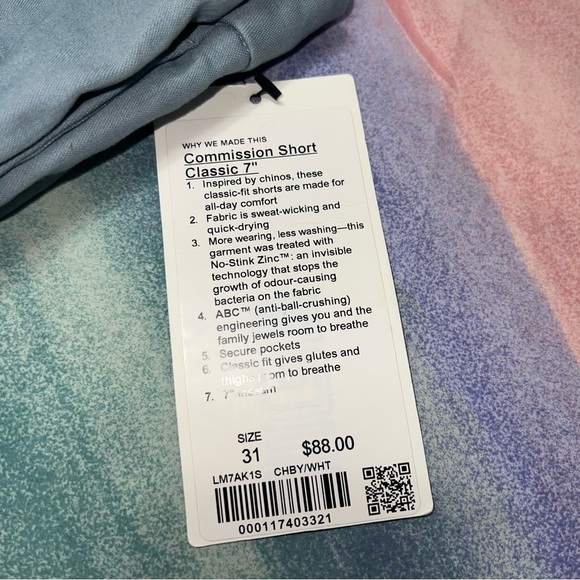 WHY WE MADE THIS
Commission Short
Classic 7"
1. Inspired by chinos, these
classic-fit shorts are made for
all-day comfort
2. Fabric is sweat-wicking and
quick-drying
3. More wearing, less washing—this
garment was treated with
No-Stink Zinc™: an invisible
technology that stops the
growth of odour-causing
bacteria on the fabric
4. ABC™ (anti-ball-crushing)
engineering gives you and the
family jewels room to breathe
5. Secure pockets
6. Classic fit gives glutes and
thighs room to breathe
7. 7"
SIZE
31 $88.00
LM7AK1S CHBY/WHT
000117403321